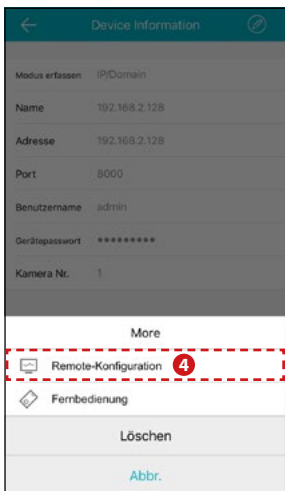 Device Information
Modus erfassen IP/Domain
Name 192.168.2.128
Adresse 192.168.2.128
Port 8000
Benutzername admin
Gerätepasswort *********
Kamera Nr. 1
More
Remote-Konfiguration 4
Fernbedienung
Löschen
Abbr.